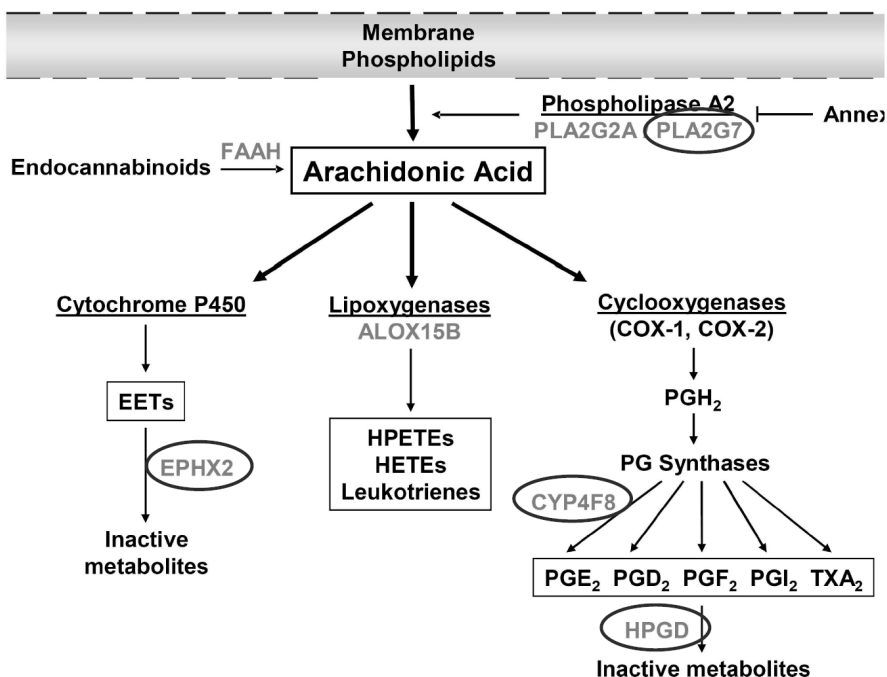 Membrane
Phospholipids
Phospholipase A2
PLA2G2A PLA2G7
FAAH
Endocannabinoids
Arachidonic Acid
Cytochrome P450
Lipoxygenases
ALOX15B
Cyclooxygenases
(COX-1, COX-2)
EETs
PGH₂
HPETEs
HETEs
Leukotrienes
EPHX2
PG Synthases
CYP4F8
Inactive
metabolites
PGE₂ PGD₂ PGF₂ PGI₂ TXA₂
HPGD
Inactive metabolites